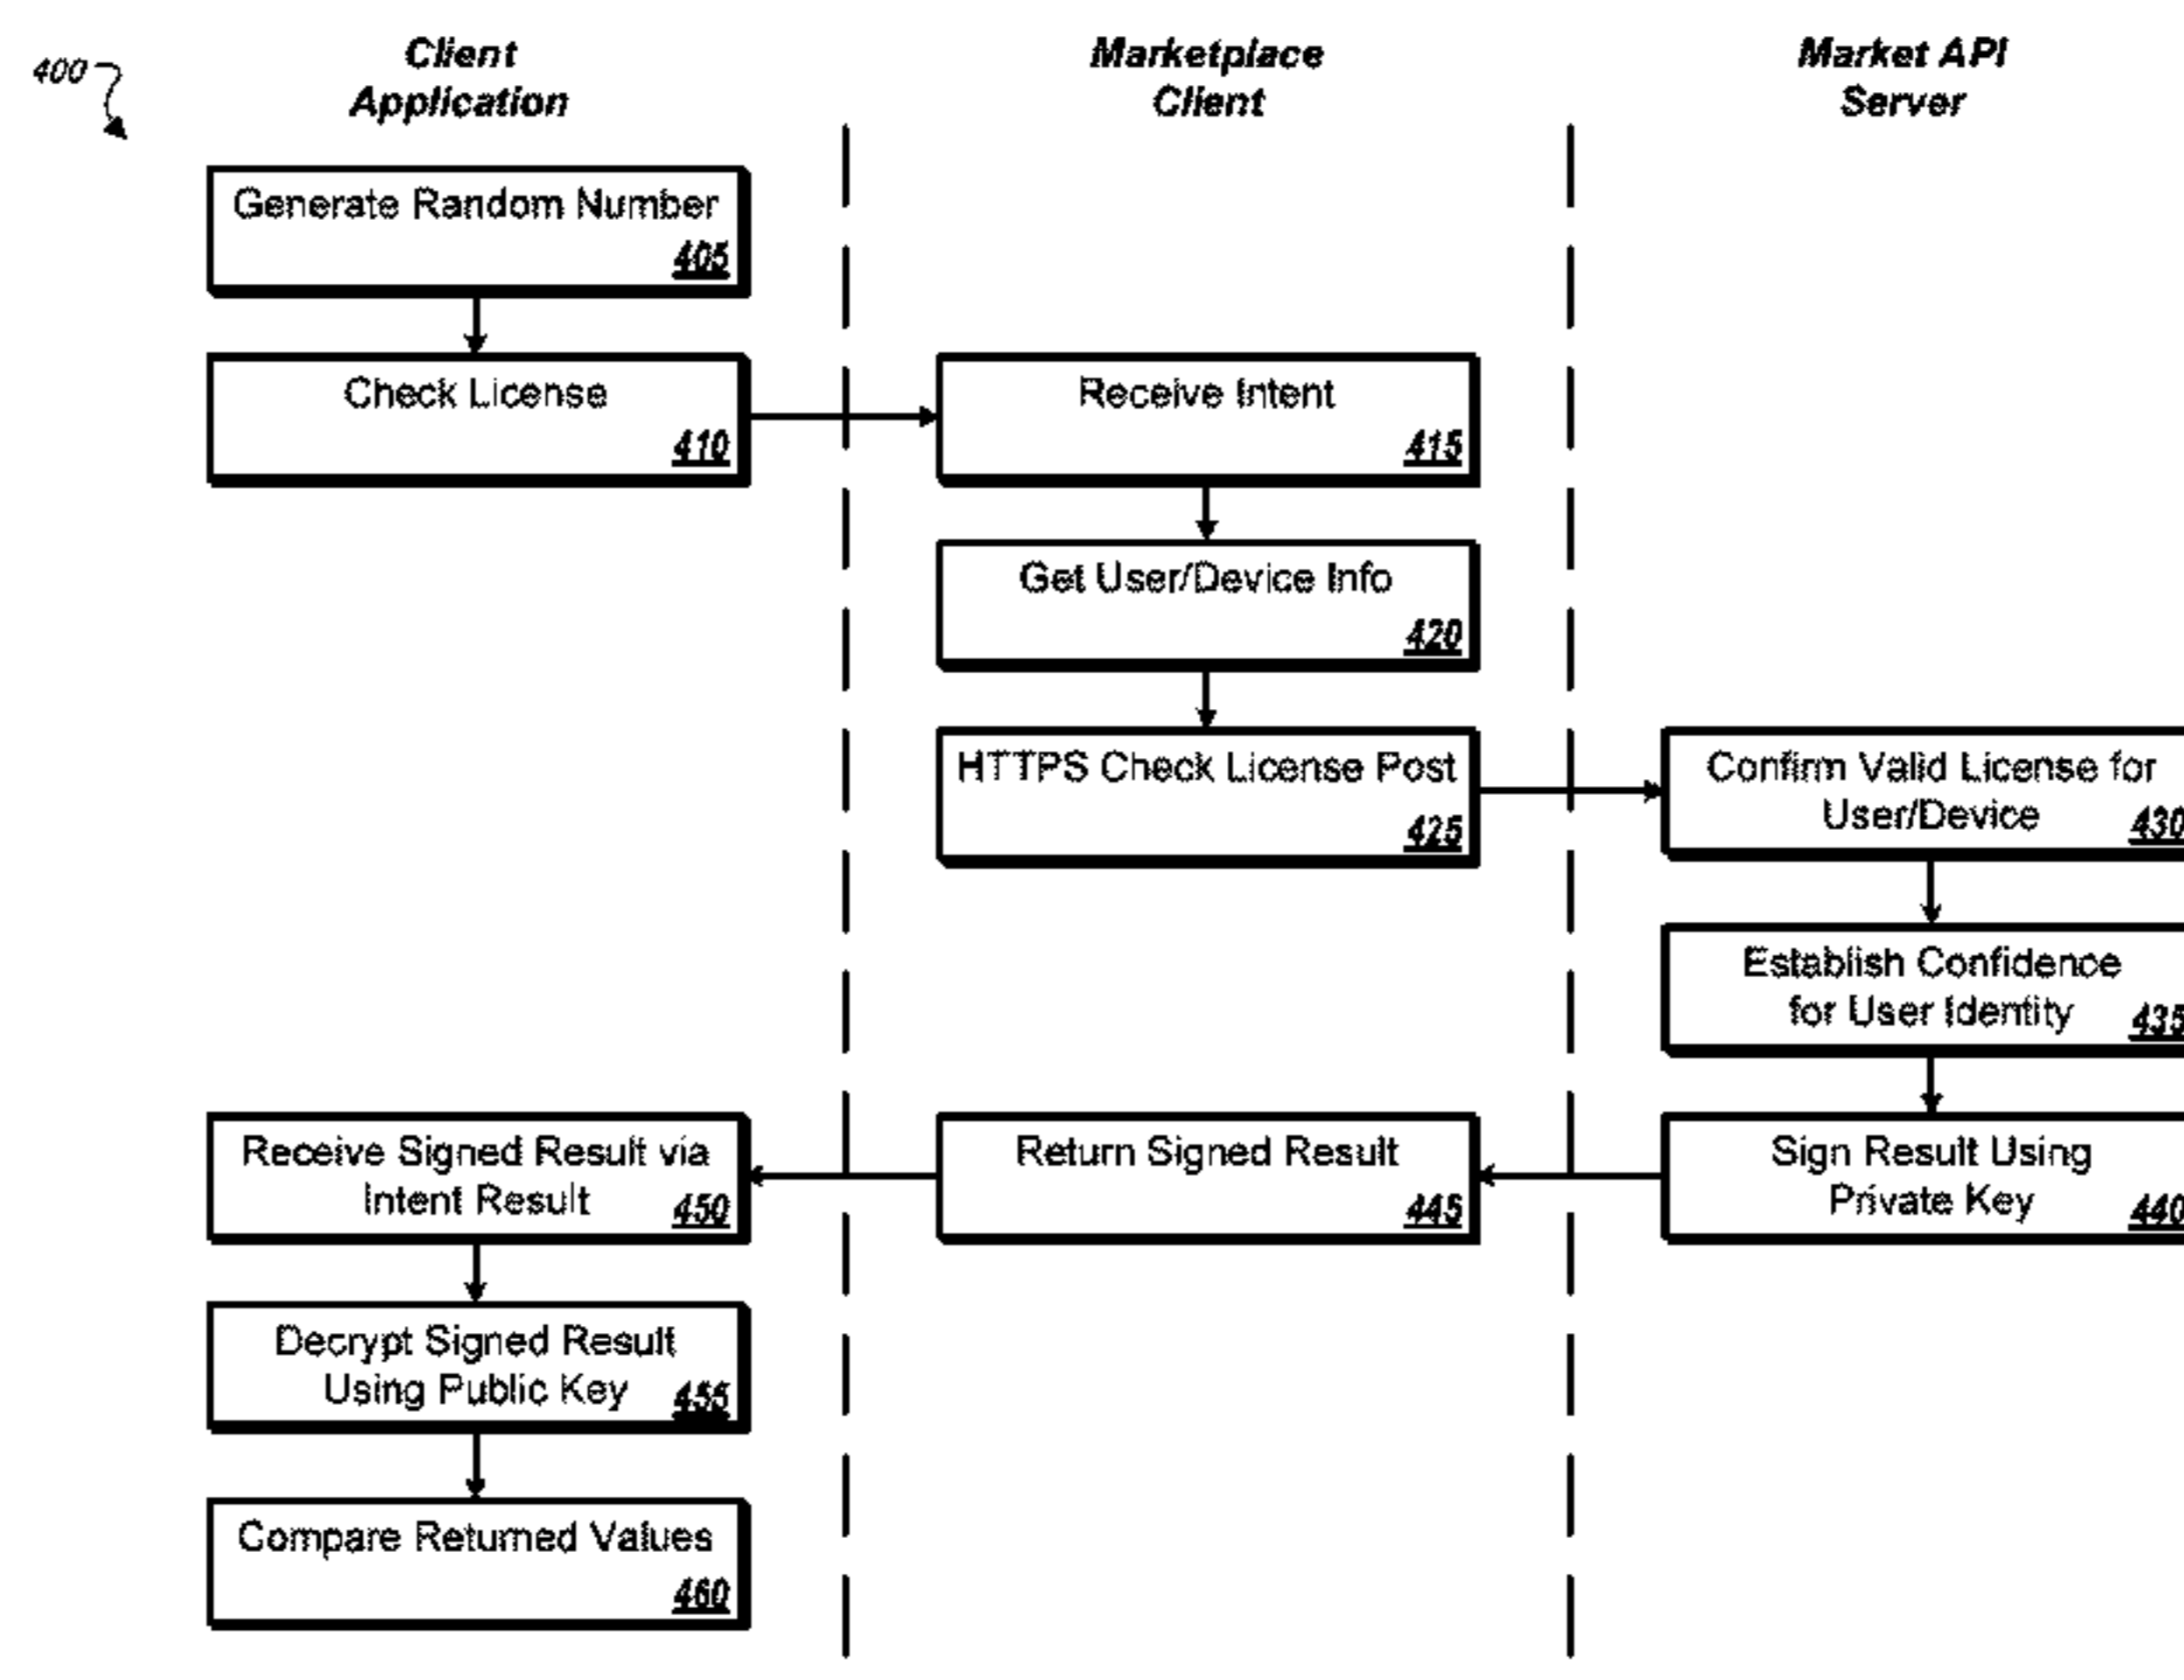 400
Client
Application
Marketplace
Client
Market API
Server
Generate Random Number
405
Check License
410
Receive Intent
415
Get User/Device Info
420
HTTPS Check License Post
425
Confirm Valid License for
User/Device
430
Establish Confidence
for User Identity
435
Sign Result Using
Private Key
440
Return Signed Result
445
Receive Signed Result via
Intent Result
450
Decrypt Signed Result
Using Public Key
455
Compare Returned Values
460